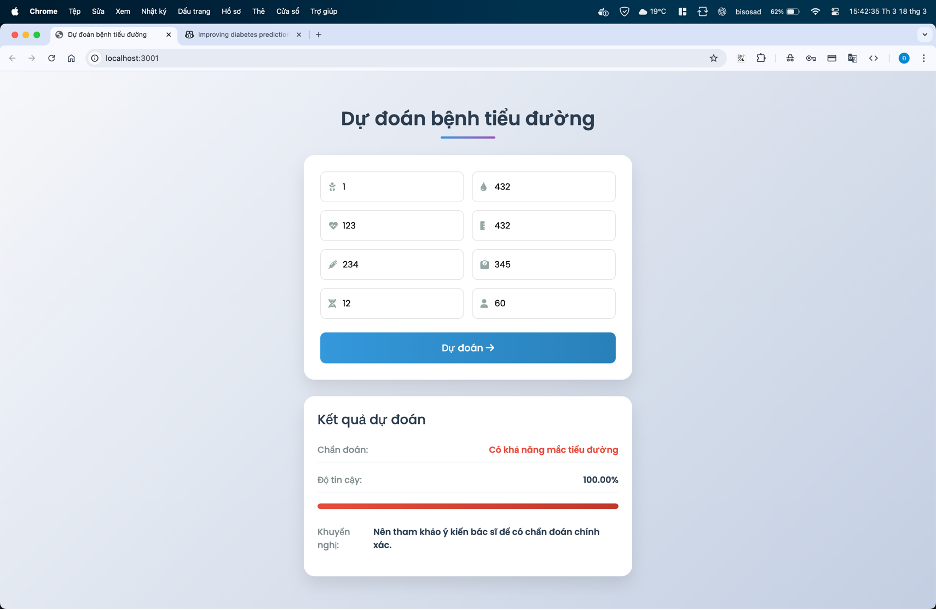 Chrome Tệp Sửa Xem Nhật ký Dấu trang Hồ sơ Thẻ Cửa sổ Trợ giúp 19°C bisosad 62% 15:42:35 Th 3 18 thg 3
Dự đoán bệnh tiểu đường Improving diabetes prediction
localhost:3001
Dự đoán bệnh tiểu đường
1 432
123 432
234 345
12 60
Dự đoán →
Kết quả dự đoán
Chẩn đoán: Có khả năng mắc tiểu đường
Độ tin cậy: 100.00%
Khuyến Nên tham khảo ý kiến bác sĩ để có chẩn đoán chính
nghị: xác.